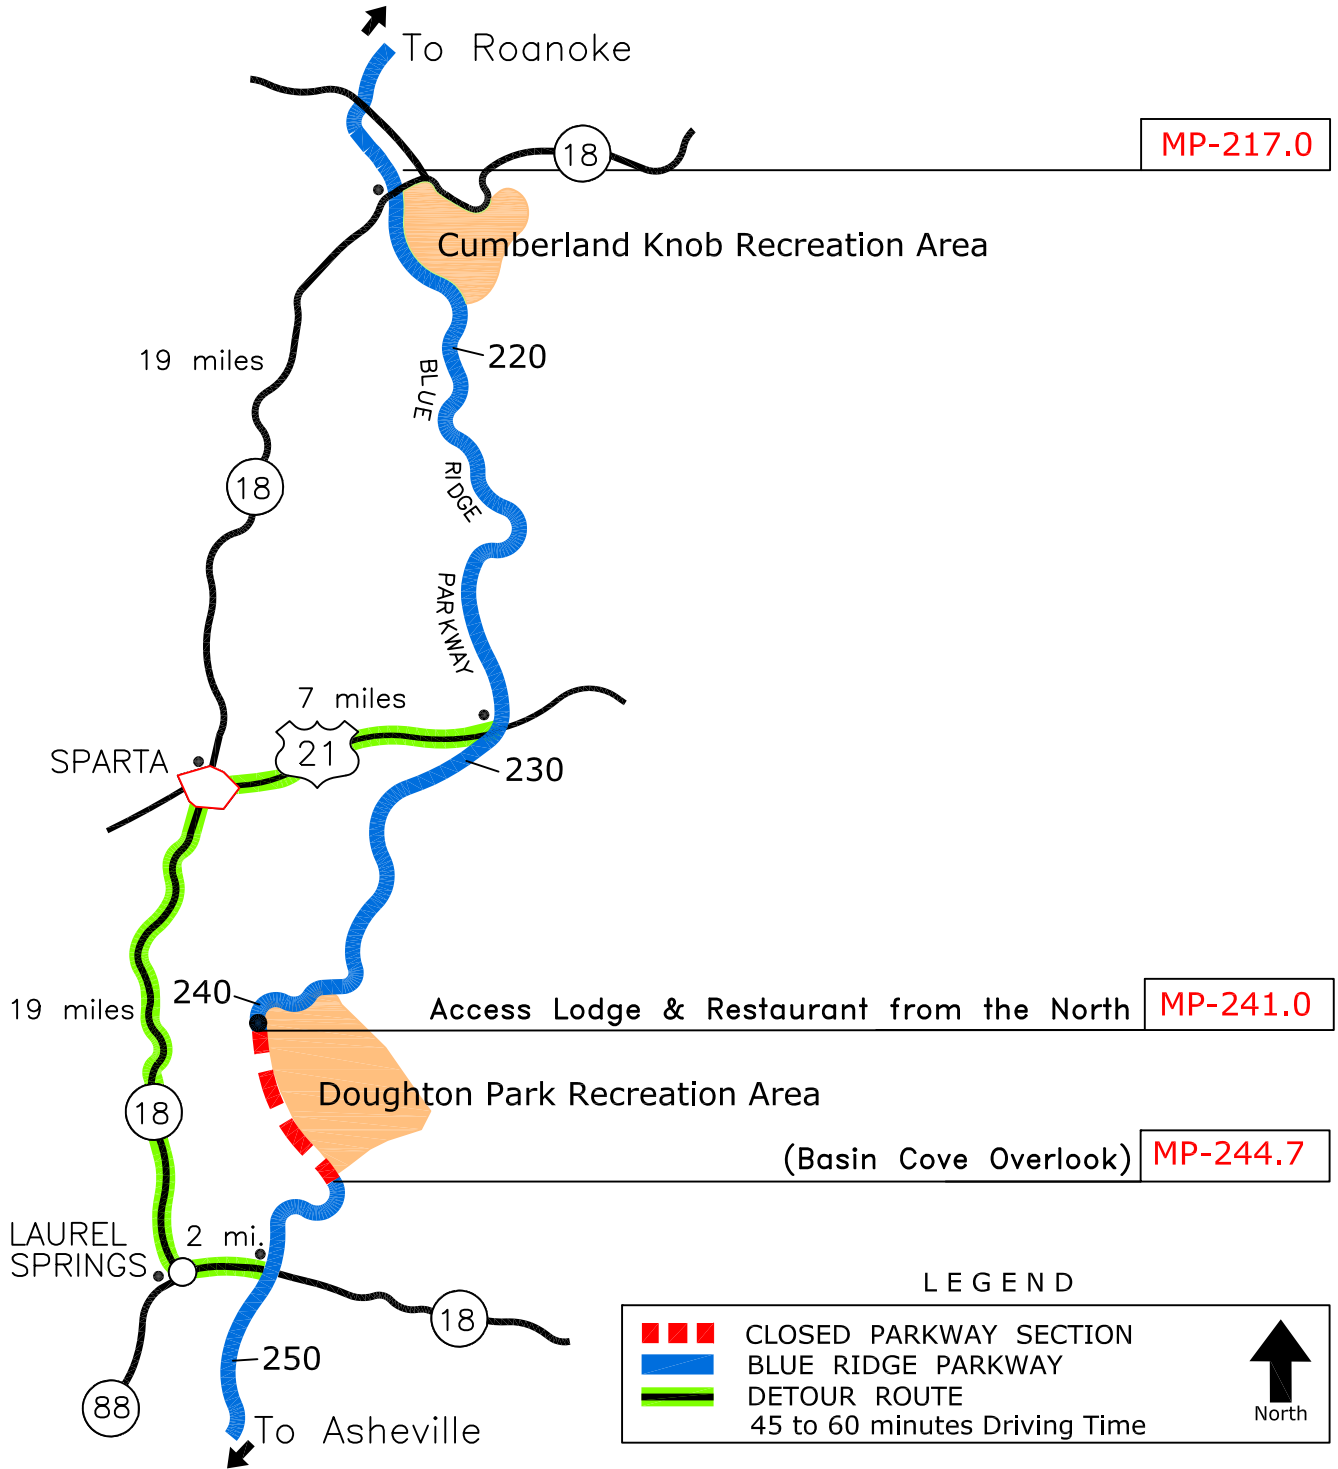 To Roanoke
18
MP-217.0
Cumberland Knob Recreation Area
19 miles
220
BLUE
RIDGE
PARKWAY
18
7 miles
21
SPARTA
230
240
19 miles
Access Lodge & Restaurant from the North
MP-241.0
Doughton Park Recreation Area
18
(Basin Cove Overlook)
MP-244.7
LAUREL
SPRINGS
2 mi.
18
250
88
To Asheville
LEGEND
CLOSED PARKWAY SECTION
BLUE RIDGE PARKWAY
DETOUR ROUTE
45 to 60 minutes Driving Time
North